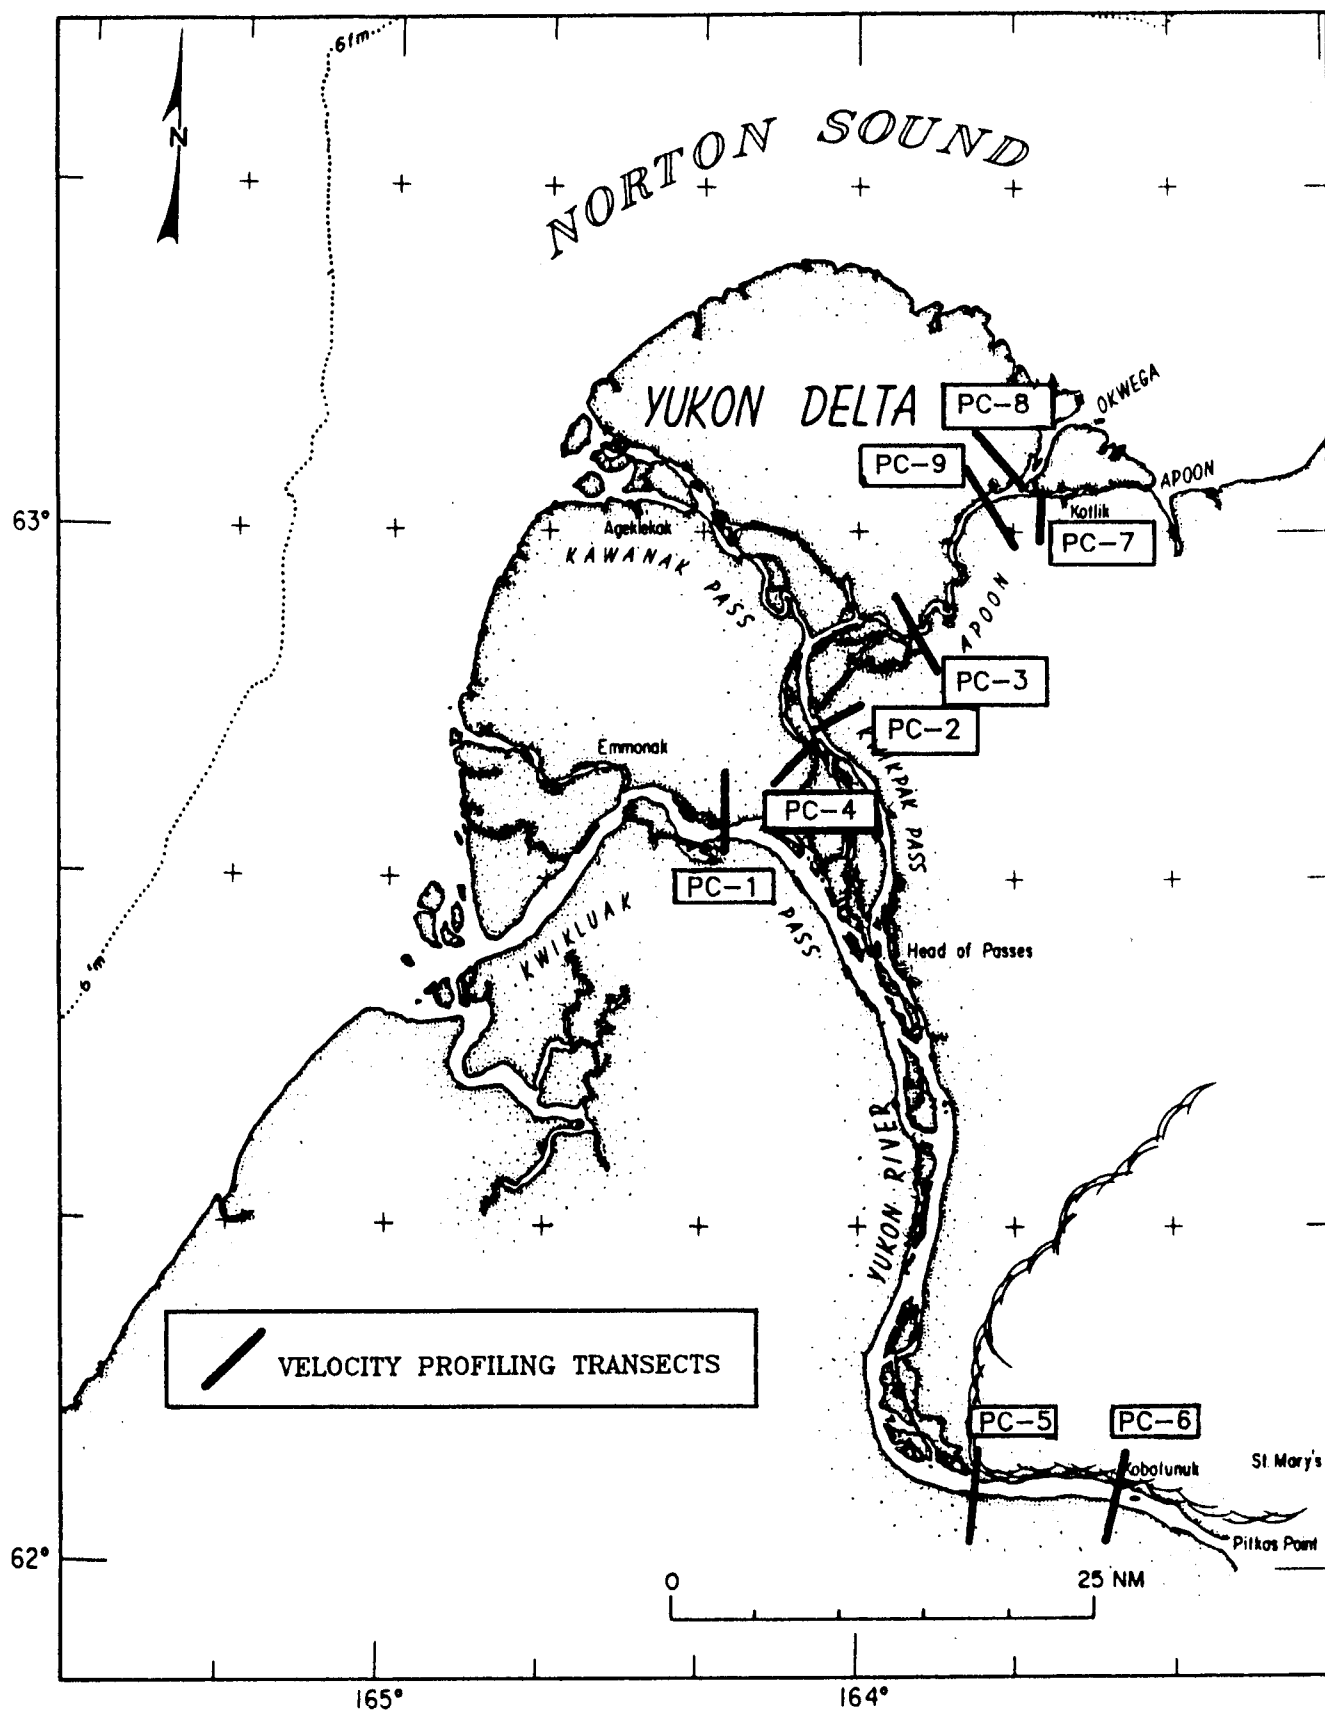 6 m
N
NORTON SOUND
YUKON DELTA
PC-8
OKWEGA
PC-9
APOON
63°
Kotlik
Ageklekak
PC-7
KAWANAK PASS
APOON
PC-3
PC-2
Emmonak
PASS
PC-4
PC-1
KWIKLUAK PASS
Head of Passes
6 m
YUKON RIVER
VELOCITY PROFILING TRANSECTS
PC-5
PC-6
St. Mary's
62°
Pitkas Point
0
25 NM
165°
164°